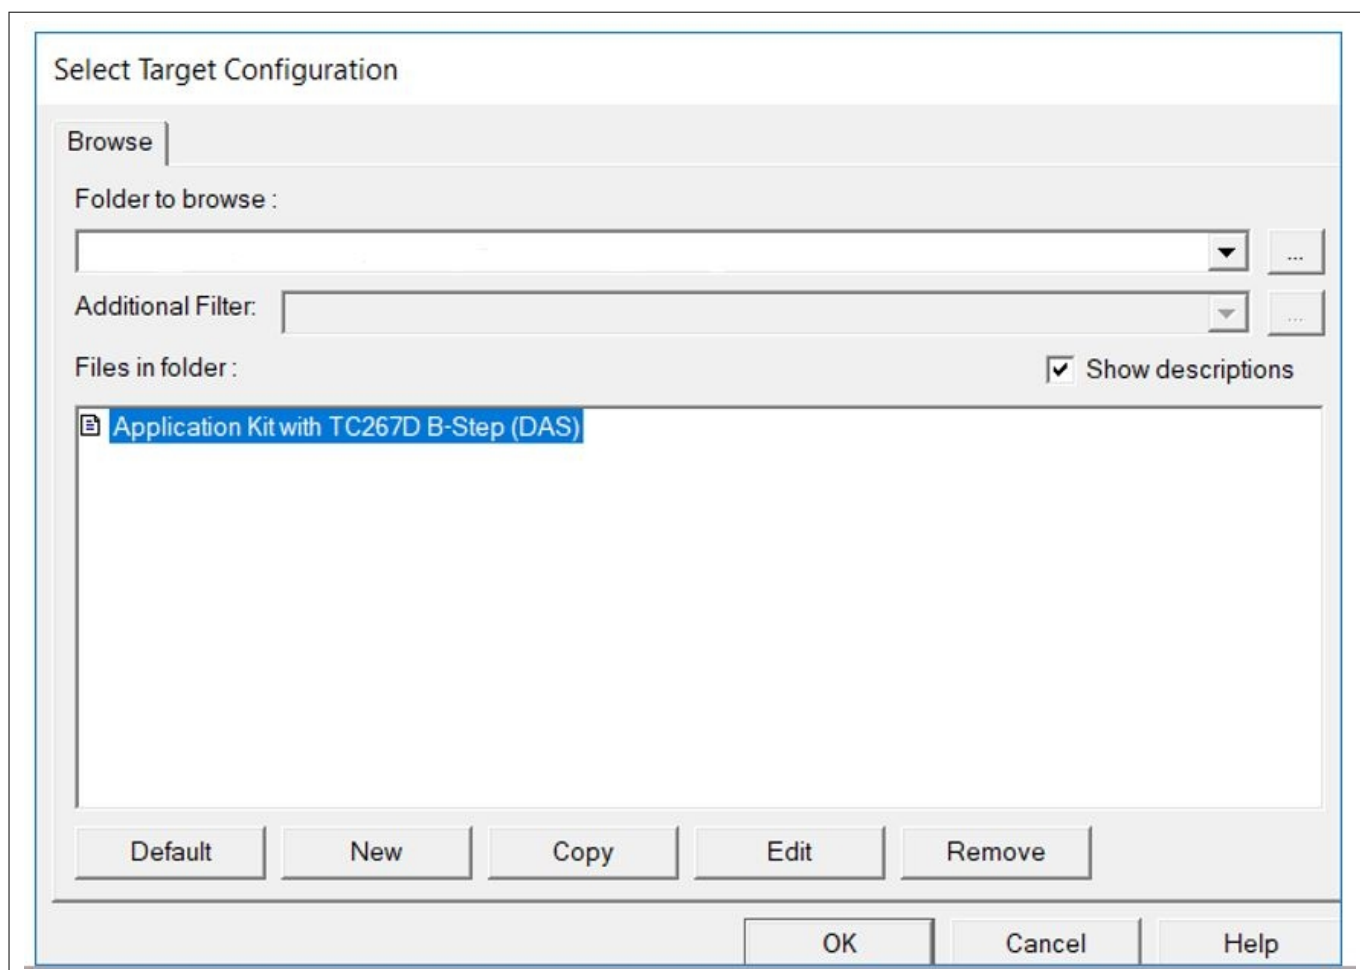 Select Target Configuration
Browse
Folder to browse :
...
Additional Filter:
...
Files in folder :
Show descriptions
Application Kit with TC267D B-Step (DAS)
Default New Copy Edit Remove
OK Cancel Help